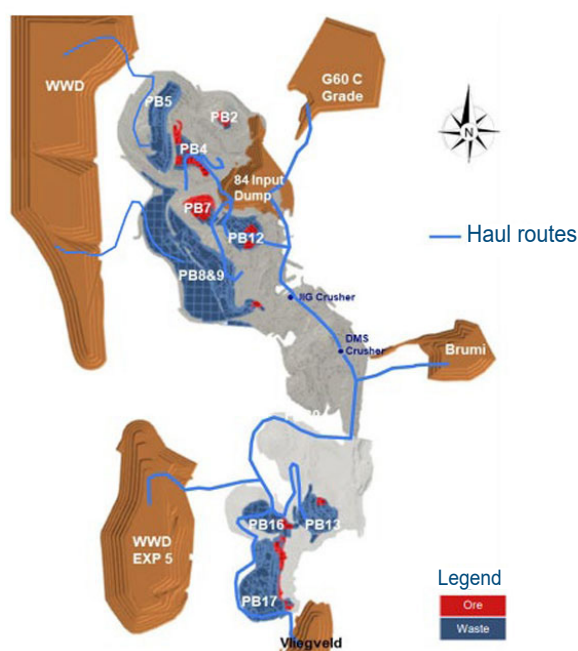 WWD
G60 C
Grade
PB5
PB2
N
PB4
84 Input
Dump
PB7
Haul routes
PB12
PB8&9
JIG Crusher
DMS
Crusher
Brumi
PB16
PB13
WWD
EXP 5
Legend
Ore
PB17
Waste
Vliegveld